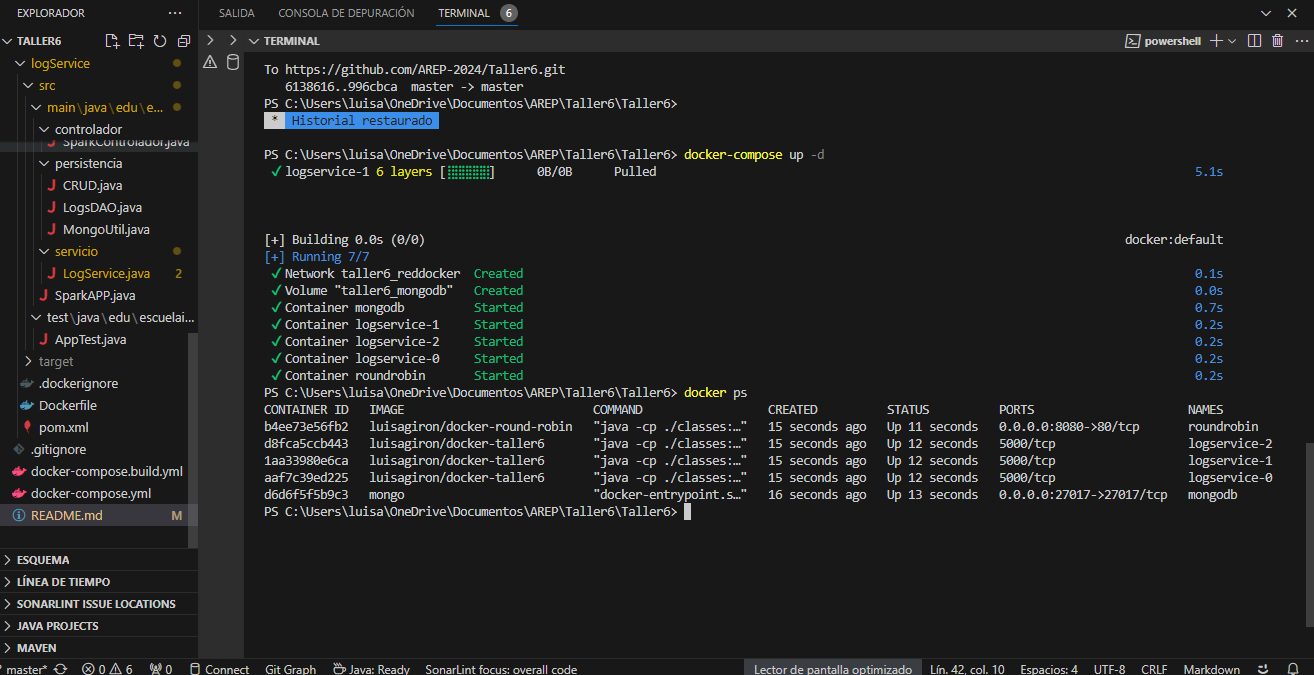 EXPLORADOR
TALLER6
logService
src
main\java\edu\e...
controlador
SparkControlador.java
persistencia
CRUD.java
LogsDAO.java
MongoUtil.java
servicio
LogService.java 2
SparkAPP.java
test\java\edu\escuelai...
AppTest.java
target
.dockerignore
Dockerfile
pom.xml
.gitignore
docker-compose.build.yml
docker-compose.yml
README.md M
ESQUEMA
LÍNEA DE TIEMPO
SONARLINT ISSUE LOCATIONS
JAVA PROJECTS
MAVEN
SALIDA CONSOLA DE DEPURACIÓN TERMINAL 6
TERMINAL powershell
To https://github.com/AREP-2024/Taller6.git
6138616..996cbca master -> master
PS C:\Users\luisa\OneDrive\Documentos\AREP\Taller6\Taller6>
* Historial restaurado
PS C:\Users\luisa\OneDrive\Documentos\AREP\Taller6\Taller6> docker-compose up -d
✓ logservice-1 6 layers [⣿⣿⣿⣿⣿⣿] 0B/0B Pulled 5.1s
[+] Building 0.0s (0/0) docker:default
[+] Running 7/7
✓ Network taller6_reddocker Created 0.1s
✓ Volume "taller6_mongodb" Created 0.0s
✓ Container mongodb Started 0.7s
✓ Container logservice-1 Started 0.2s
✓ Container logservice-2 Started 0.2s
✓ Container logservice-0 Started 0.2s
✓ Container roundrobin Started 0.2s
PS C:\Users\luisa\OneDrive\Documentos\AREP\Taller6\Taller6> docker ps
CONTAINER ID IMAGE COMMAND CREATED STATUS PORTS NAMES
b4ee73e56fb2 luisagiron/docker-round-robin "java -cp ./classes:…" 15 seconds ago Up 11 seconds 0.0.0.0:8080->80/tcp roundrobin
d8fca5ccb443 luisagiron/docker-taller6 "java -cp ./classes:…" 15 seconds ago Up 12 seconds 5000/tcp logservice-2
1aa33980e6ca luisagiron/docker-taller6 "java -cp ./classes:…" 15 seconds ago Up 12 seconds 5000/tcp logservice-1
aaf7c39ed225 luisagiron/docker-taller6 "java -cp ./classes:…" 15 seconds ago Up 12 seconds 5000/tcp logservice-0
d6d6f5f5b9c3 mongo "docker-entrypoint.s…" 16 seconds ago Up 13 seconds 0.0.0.0:27017->27017/tcp mongodb
PS C:\Users\luisa\OneDrive\Documentos\AREP\Taller6\Taller6>
master* 0 6 0 Connect Git Graph Java: Ready SonarLint focus: overall code Lector de pantalla optimizado Lín. 42, col. 10 Espacios: 4 UTF-8 CRLF Markdown